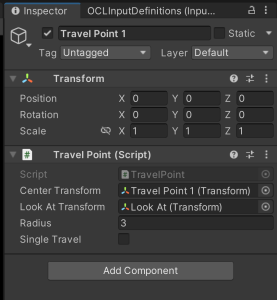 Inspector OCLInputDefinitions (Inpu...
Travel Point 1 Static
Tag Untagged Layer Default
Transform
Position X 0 Y 0 Z 0
Rotation X 0 Y 0 Z 0
Scale X 1 Y 1 Z 1
Travel Point (Script)
Script TravelPoint
Center Transform Travel Point 1 (Transform)
Look At Transform Look At (Transform)
Radius 3
Single Travel
Add Component